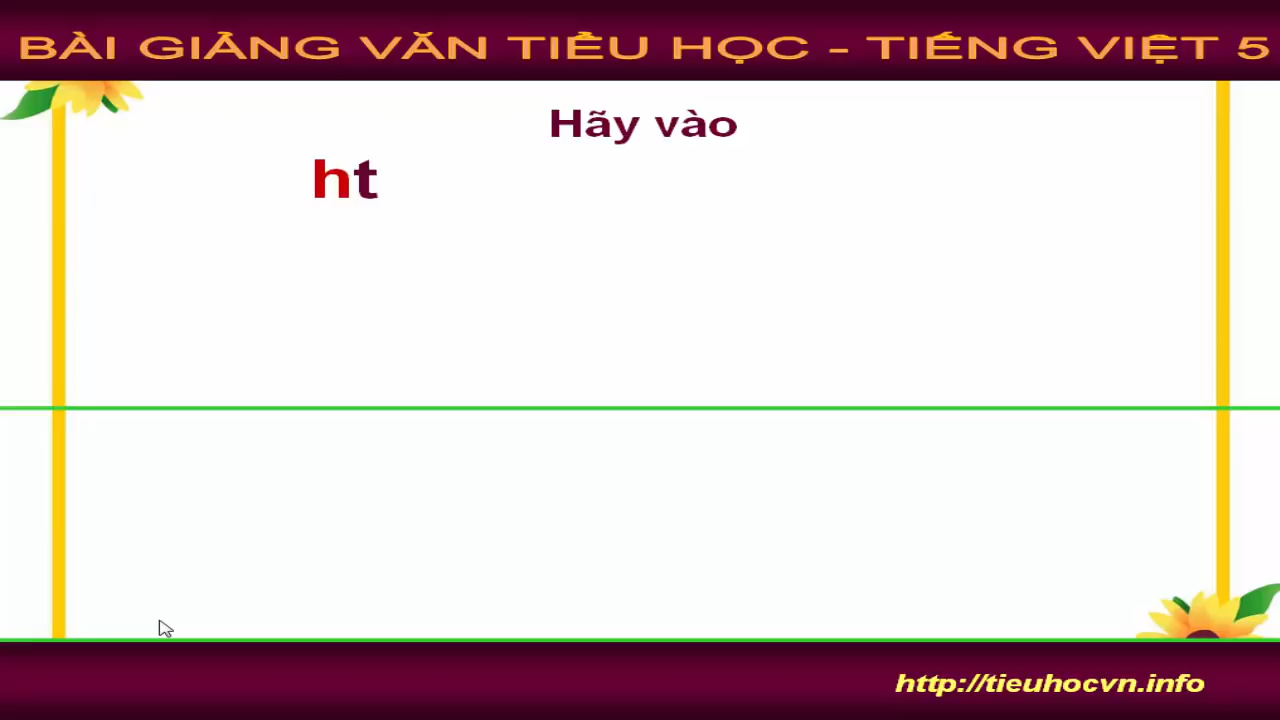 BÀI GIẢNG VĂN TIỂU HỌC - TIẾNG VIỆT 5
Hãy vào
ht
http://tieuhocvn.info